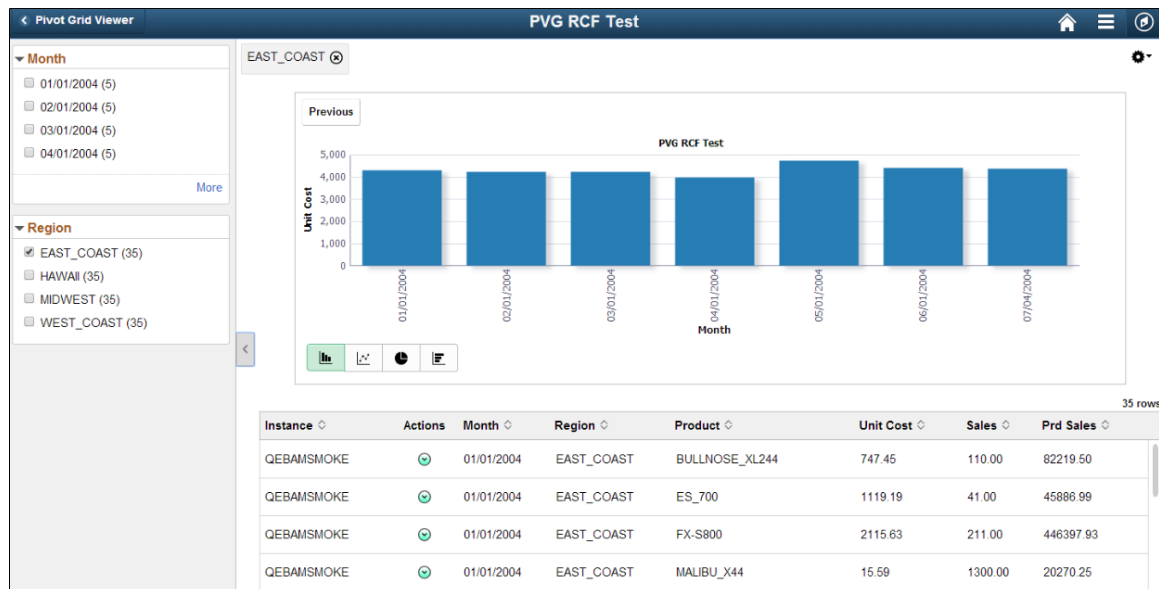 Pivot Grid Viewer
PVG RCF Test
Month
01/01/2004 (5)
02/01/2004 (5)
03/01/2004 (5)
04/01/2004 (5)
More
Region
EAST_COAST (35)
HAWAII (35)
MIDWEST (35)
WEST_COAST (35)
EAST_COAST
Previous
PVG RCF Test
Unit Cost
5,000
4,000
3,000
2,000
1,000
0
01/01/2004
02/01/2004
03/01/2004
04/01/2004
05/01/2004
06/01/2004
07/04/2004
Month
35 rows
Instance Actions Month Region Product Unit Cost Sales Prd Sales
QEBAMSMOKE 01/01/2004 EAST_COAST BULLNOSE_XL244 747.45 110.00 82219.50
QEBAMSMOKE 01/01/2004 EAST_COAST ES_700 1119.19 41.00 45886.99
QEBAMSMOKE 01/01/2004 EAST_COAST FX-S800 2115.63 211.00 446397.93
QEBAMSMOKE 01/01/2004 EAST_COAST MALIBU_X44 15.59 1300.00 20270.25